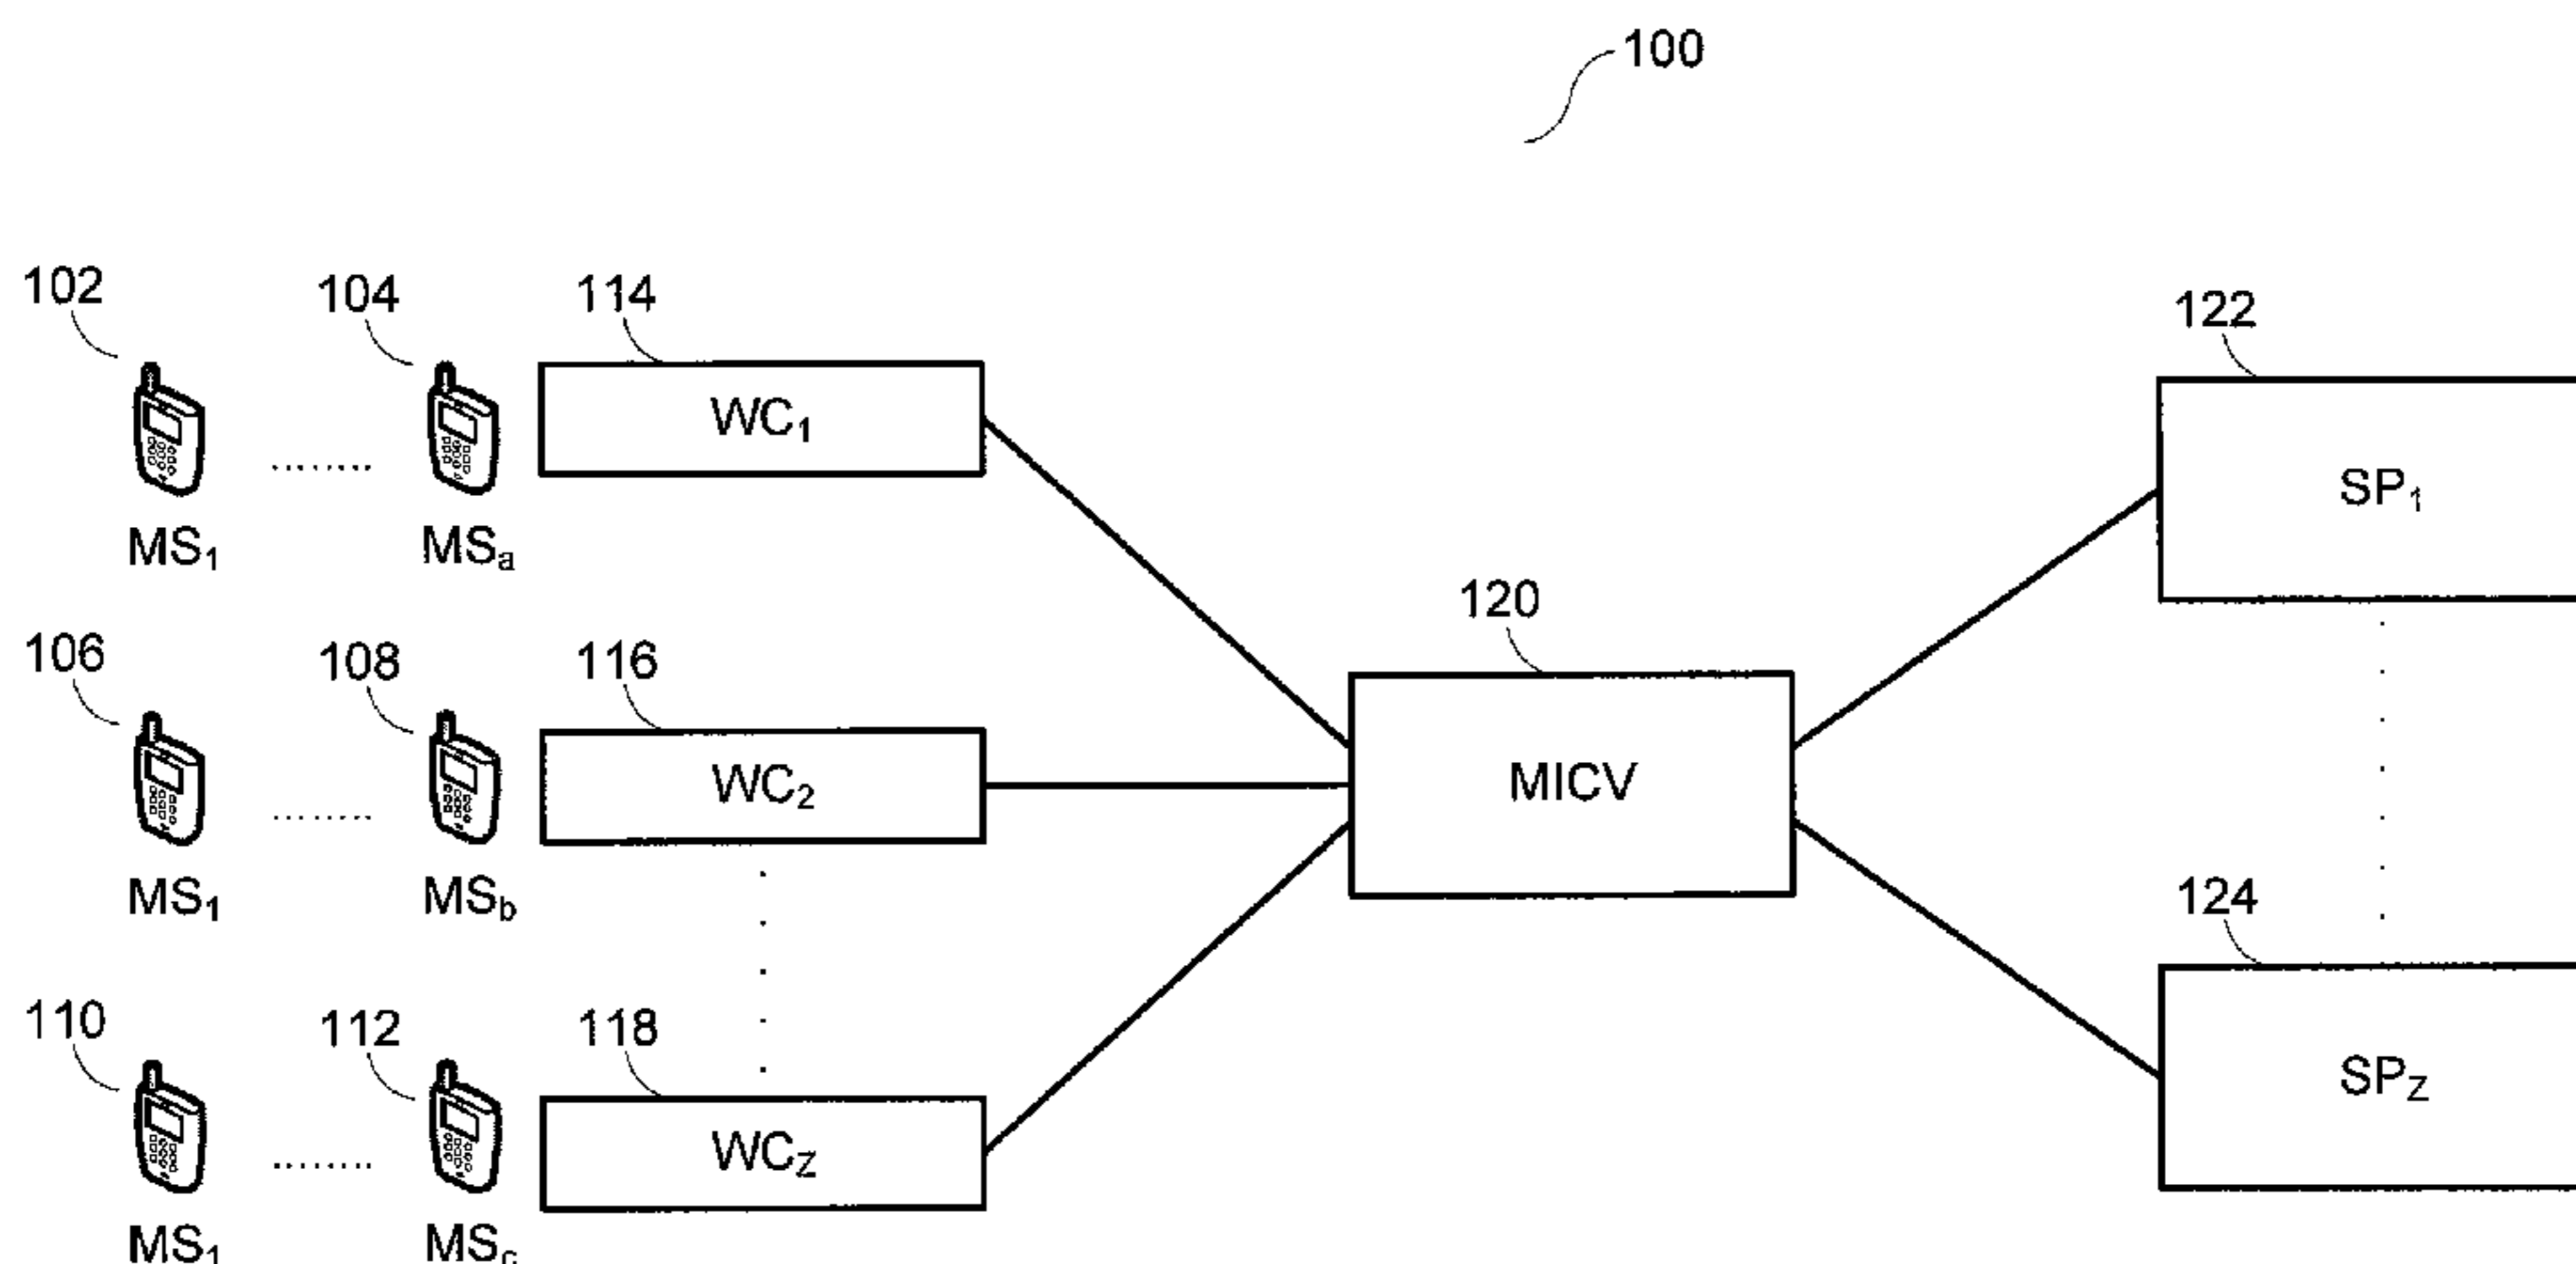 100
102
104
114
122
WC₁
SP₁
MS₁
MSₐ
120
106
108
116
WC₂
MICV
124
MS₁
MS_b
110
112
118
SP_Z
WC_Z
MS₁
MS_c